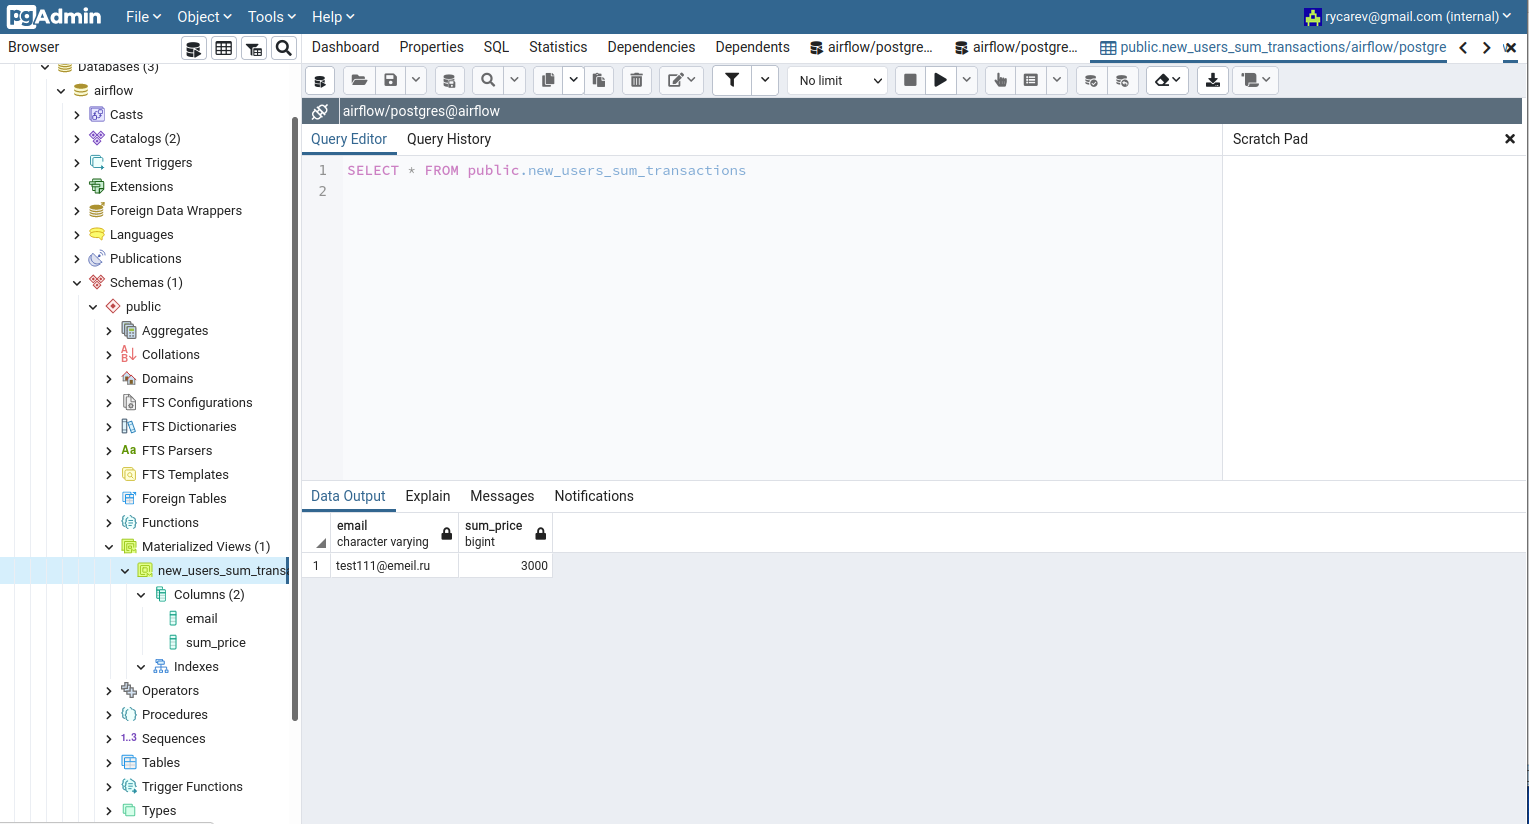 pgAdmin File Object Tools Help rycarev@gmail.com (internal)
Browser
Dashboard Properties SQL Statistics Dependencies Dependents airflow/postgre... airflow/postgre... public.new_users_sum_transactions/airflow/postgre
No limit
airflow/postgres@airflow
Query Editor Query History
Scratch Pad
1 SELECT * FROM public.new_users_sum_transactions
2
Data Output Explain Messages Notifications
email sum_price
character varying bigint
1 test111@emeil.ru 3000
Databases (3)
airflow
Casts
Catalogs (2)
Event Triggers
Extensions
Foreign Data Wrappers
Languages
Publications
Schemas (1)
public
Aggregates
Collations
Domains
FTS Configurations
FTS Dictionaries
Aa FTS Parsers
FTS Templates
Foreign Tables
Functions
Materialized Views (1)
new_users_sum_trans
Columns (2)
email
sum_price
Indexes
Operators
Procedures
1..3 Sequences
Tables
Trigger Functions
Types